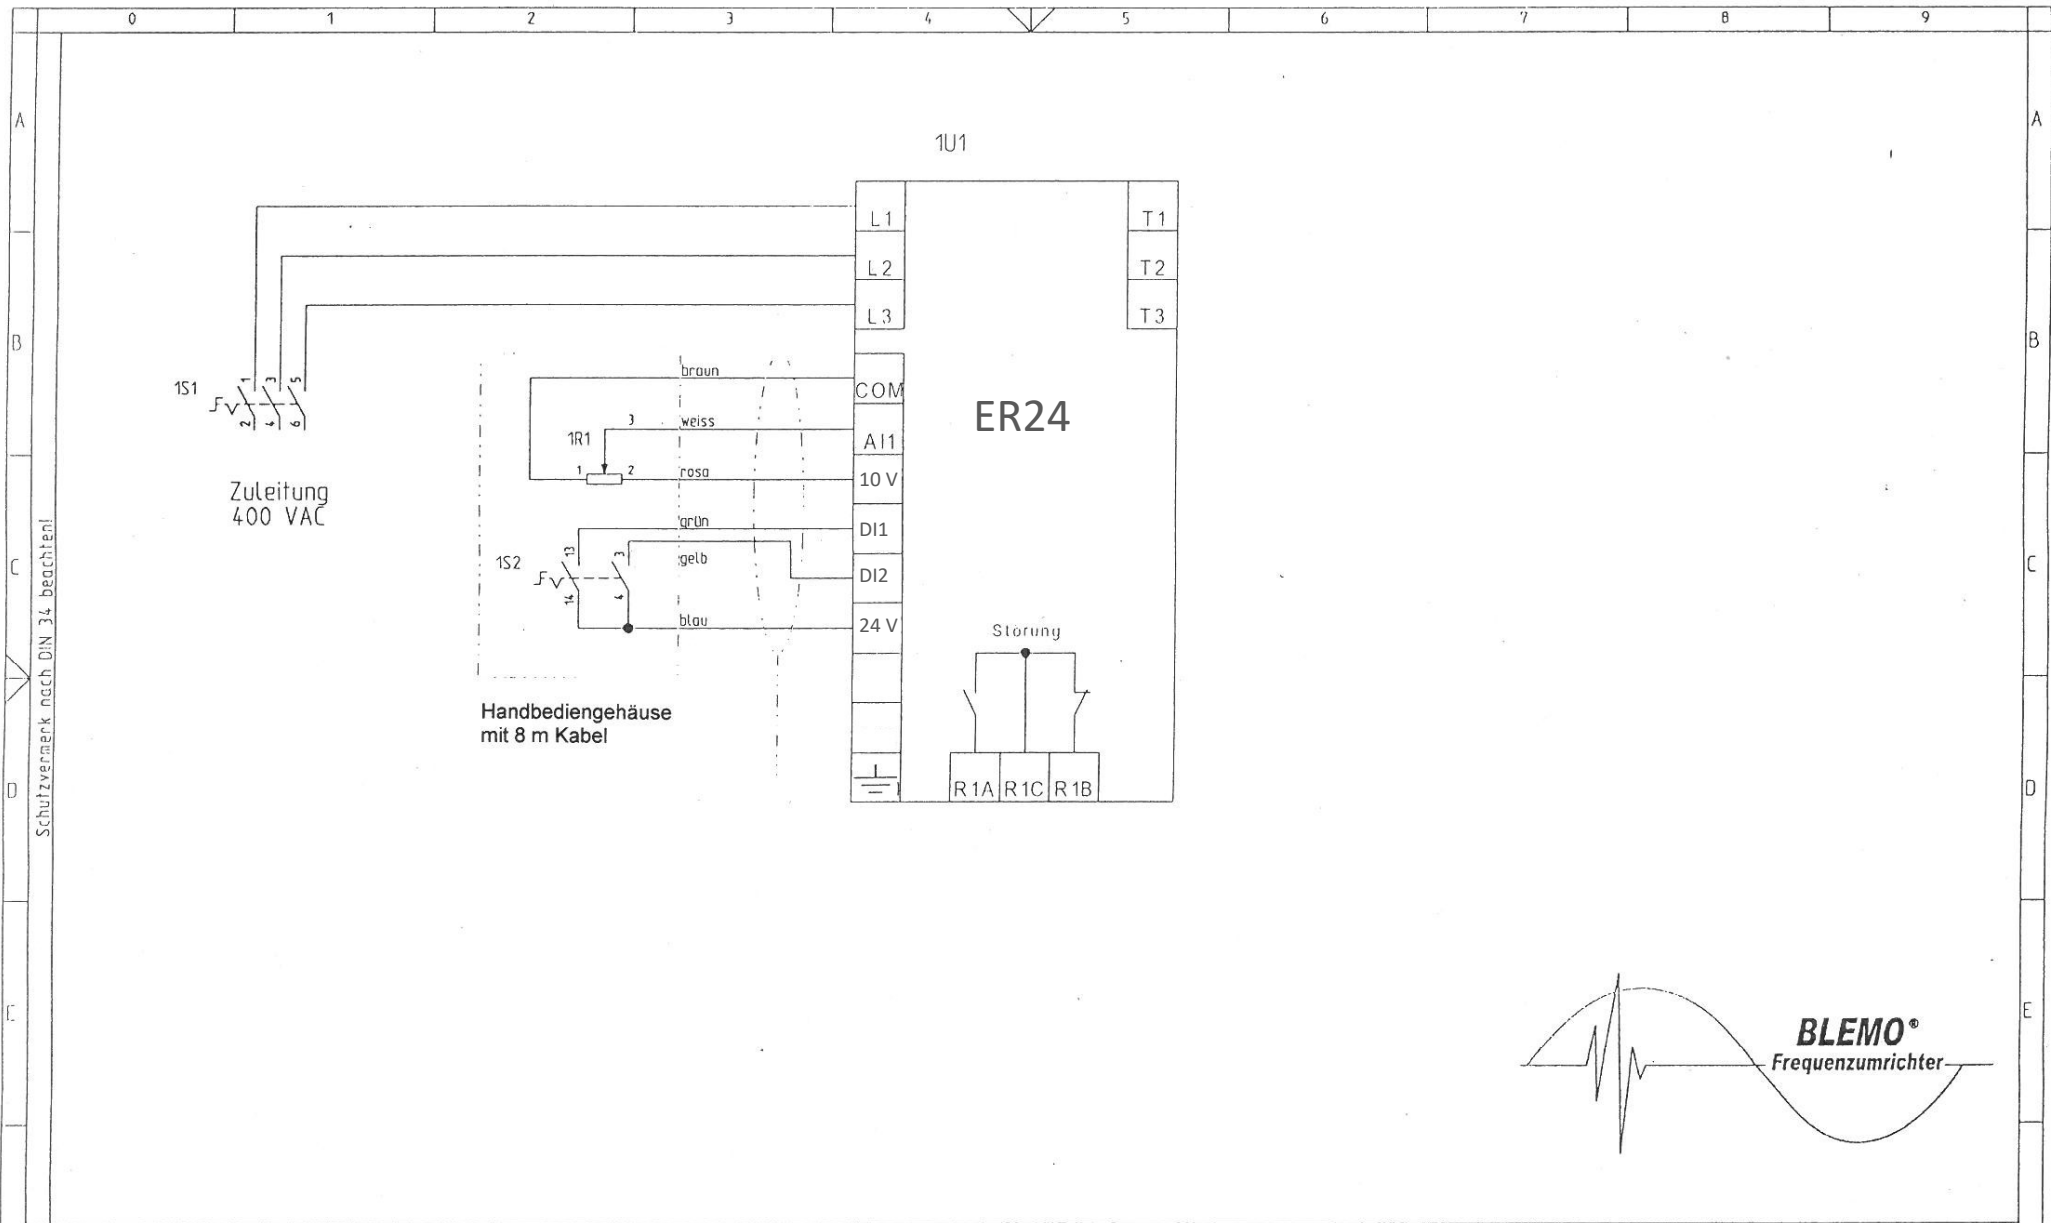 0 1 2 3 4 5 6 7 8 9
A
A
1U1
L1
T1
L2
T2
L3
T3
B
B
1S1
1 3 5
2 4 6
braun
COM
ER24
3
weiss
1R1
AI1
1
2
rosa
10 V
Zuleitung
400 VAC
grün
DI1
1S2
13
3
gelb
DI2
14
4
blau
24 V
C
C
Schutzvermerk nach DIN 34 beachten!
Störung
Handbediengehäuse
mit 8 m Kabel
R1A R1C R1B
D
D
E
E
BLEMO®
Frequenzumrichter